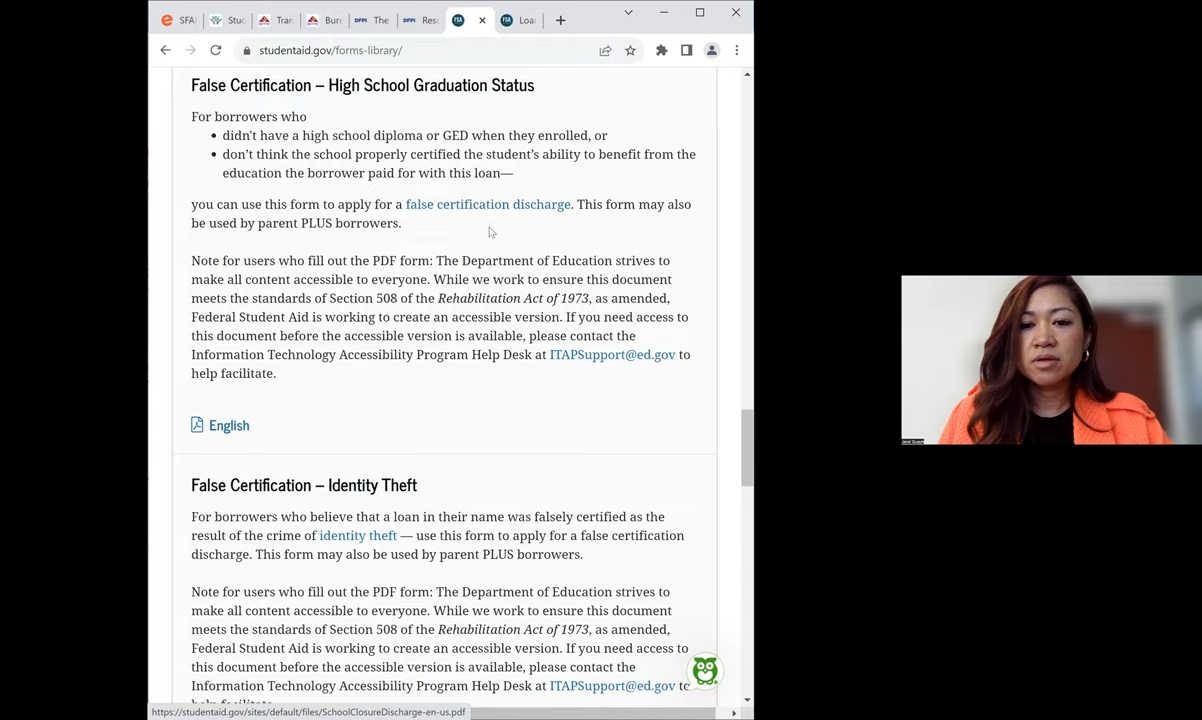 SFA
Stud
Tran
Bure
DFPI The
DFPI Reso
FSA
FSA Loan
studentaid.gov/forms-library/
False Certification – High School Graduation Status
For borrowers who
• didn't have a high school diploma or GED when they enrolled, or
• don’t think the school properly certified the student’s ability to benefit from the
education the borrower paid for with this loan—
you can use this form to apply for a false certification discharge. This form may also
be used by parent PLUS borrowers.
Note for users who fill out the PDF form: The Department of Education strives to
make all content accessible to everyone. While we work to ensure this document
meets the standards of Section 508 of the Rehabilitation Act of 1973, as amended,
Federal Student Aid is working to create an accessible version. If you need access to
this document before the accessible version is available, please contact the
Information Technology Accessibility Program Help Desk at ITAPSupport@ed.gov to
help facilitate.
English
False Certification – Identity Theft
For borrowers who believe that a loan in their name was falsely certified as the
result of the crime of identity theft — use this form to apply for a false certification
discharge. This form may also be used by parent PLUS borrowers.
Note for users who fill out the PDF form: The Department of Education strives to
make all content accessible to everyone. While we work to ensure this document
meets the standards of Section 508 of the Rehabilitation Act of 1973, as amended,
Federal Student Aid is working to create an accessible version. If you need access to
this document before the accessible version is available, please contact the
Information Technology Accessibility Program Help Desk at ITAPSupport@ed.gov to
help facilitate.
https://studentaid.gov/sites/default/files/SchoolClosureDischarge-en-us.pdf